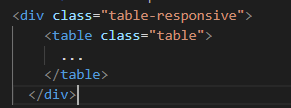 <div class="table-responsive">
<table class="table">
...
</table>
</div>